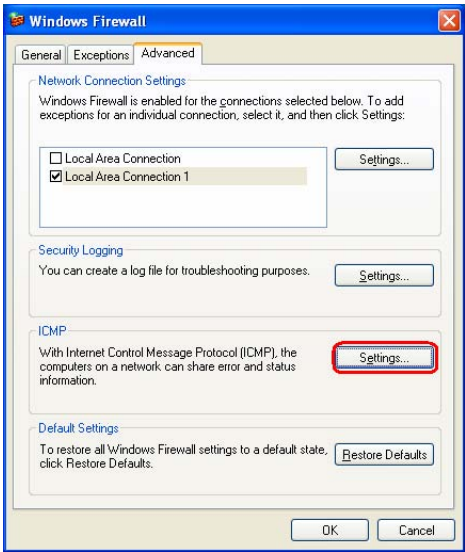 Windows Firewall
General Exceptions Advanced
Network Connection Settings
Windows Firewall is enabled for the connections selected
below. To add
exceptions for an individual connection, select it, and then click Settings:
Local Area Connection
Local Area Connection 1
Settings...
Security Logging
You can create a log file for troubleshooting purposes.
Settings...
ICMP
With Internet Control Message Protocol (ICMP), the
computers on a network can share error and status
information.
Settings...
Default Settings
To restore all Windows Firewall settings to a default state,
click Restore Defaults.
Restore Defaults
OK Cancel